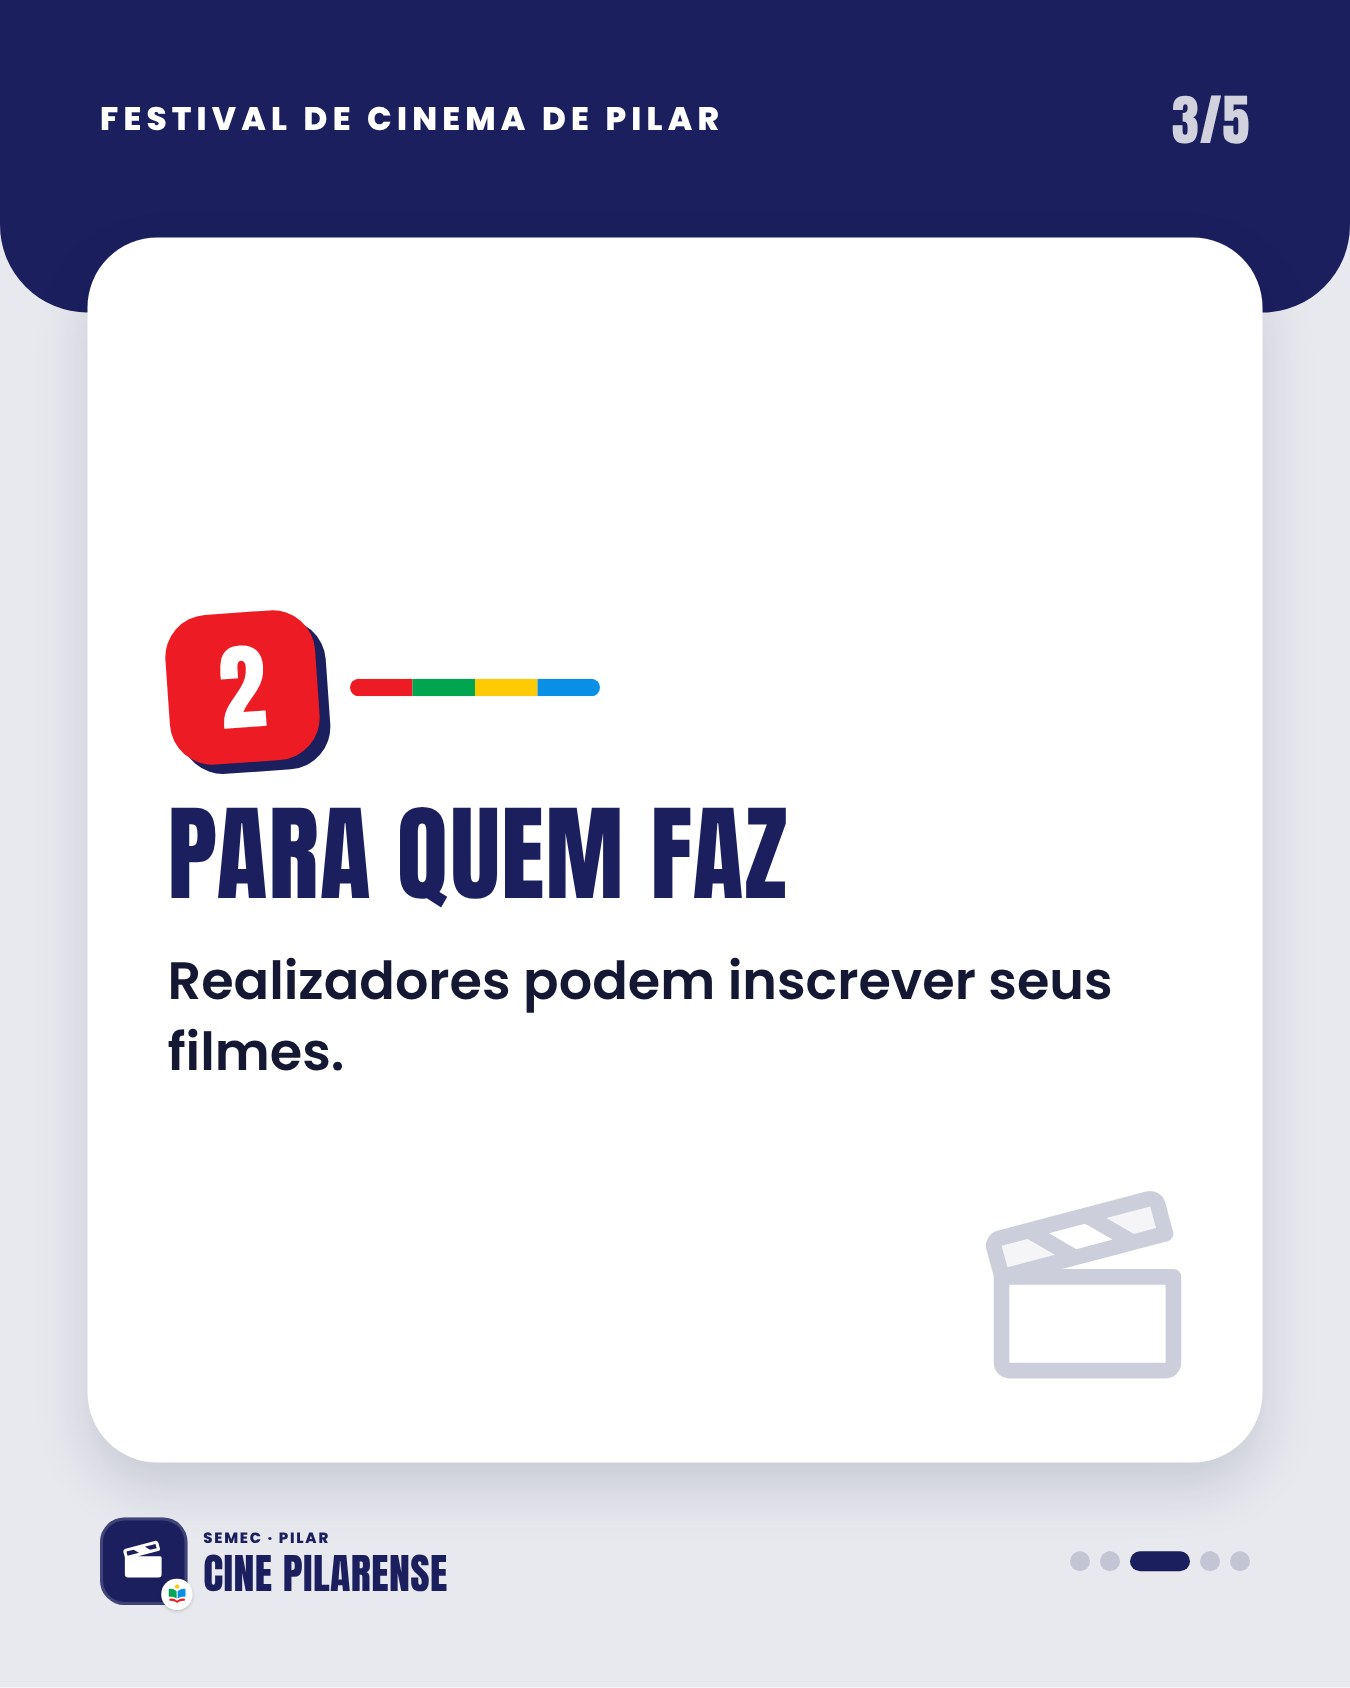 FESTIVAL DE CINEMA DE PILAR
3/5
2
PARA QUEM FAZ
Realizadores podem inscrever seus
filmes.
SEMEC · PILAR
CINE PILARENSE